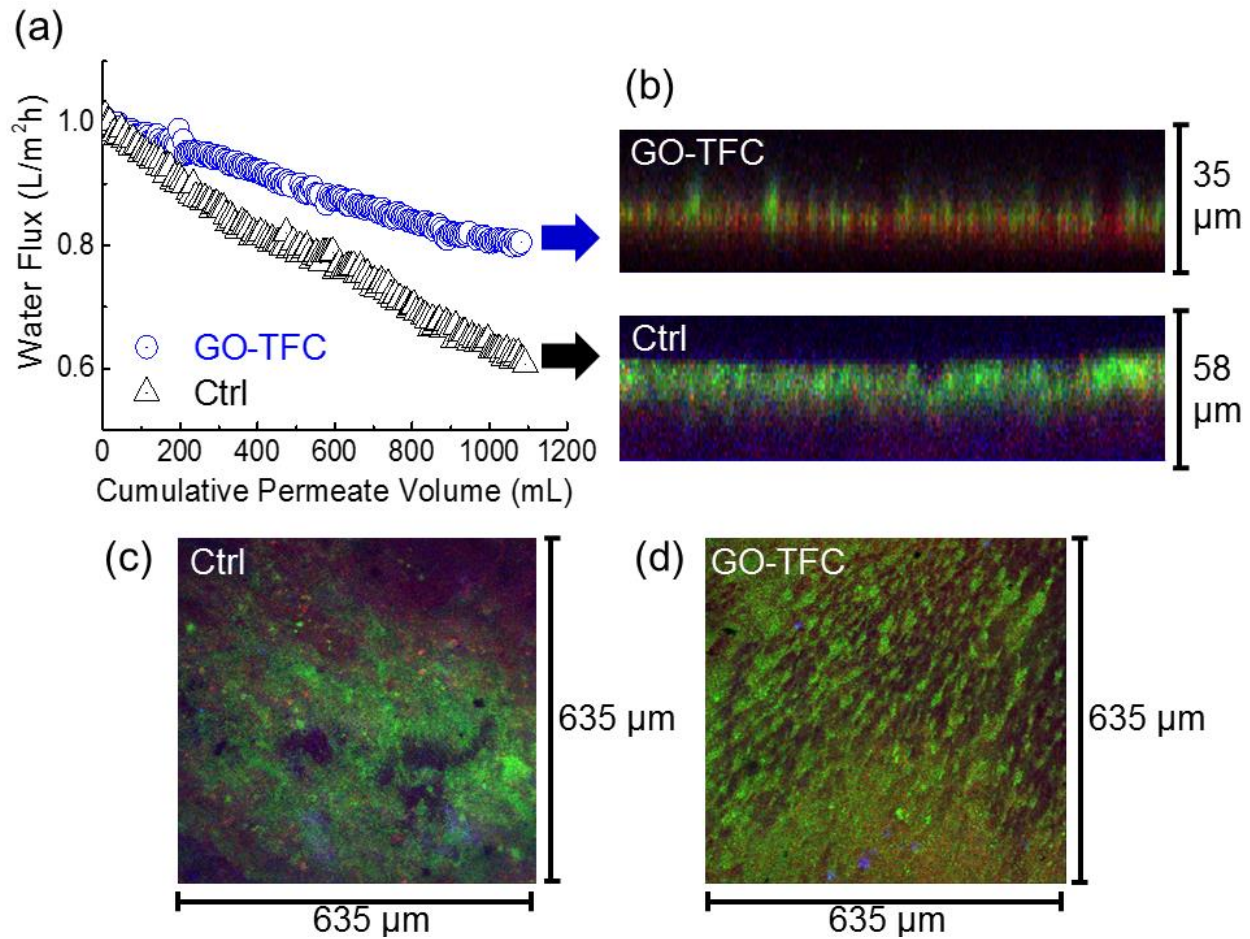 (a)
Water Flux (L/m²h)
1.0
0.8
0.6
GO-TFC
Ctrl
0 200 400 600 800 1000 1200
Cumulative Permeate Volume (mL)
(b)
GO-TFC
35
μm
Ctrl
58
μm
(c)
Ctrl
635 μm
635 μm
(d)
GO-TFC
635 μm
635 μm